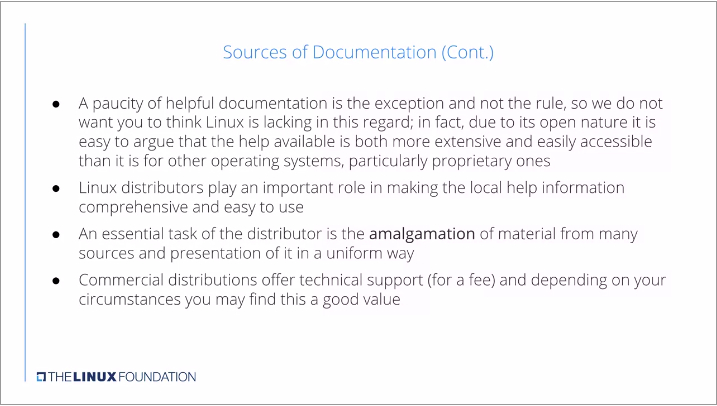 Sources of Documentation (Cont.)
● A paucity of helpful documentation is the exception and not the rule, so we do not
want you to think Linux is lacking in this regard; in fact, due to its open nature it is
easy to argue that the help available is both more extensive and easily accessible
than it is for other operating systems, particularly proprietary ones
● Linux distributors play an important role in making the local help information
comprehensive and easy to use
● An essential task of the distributor is the amalgamation of material from many
sources and presentation of it in a uniform way
● Commercial distributions offer technical support (for a fee) and depending on your
circumstances you may find this a good value
THE LINUX FOUNDATION